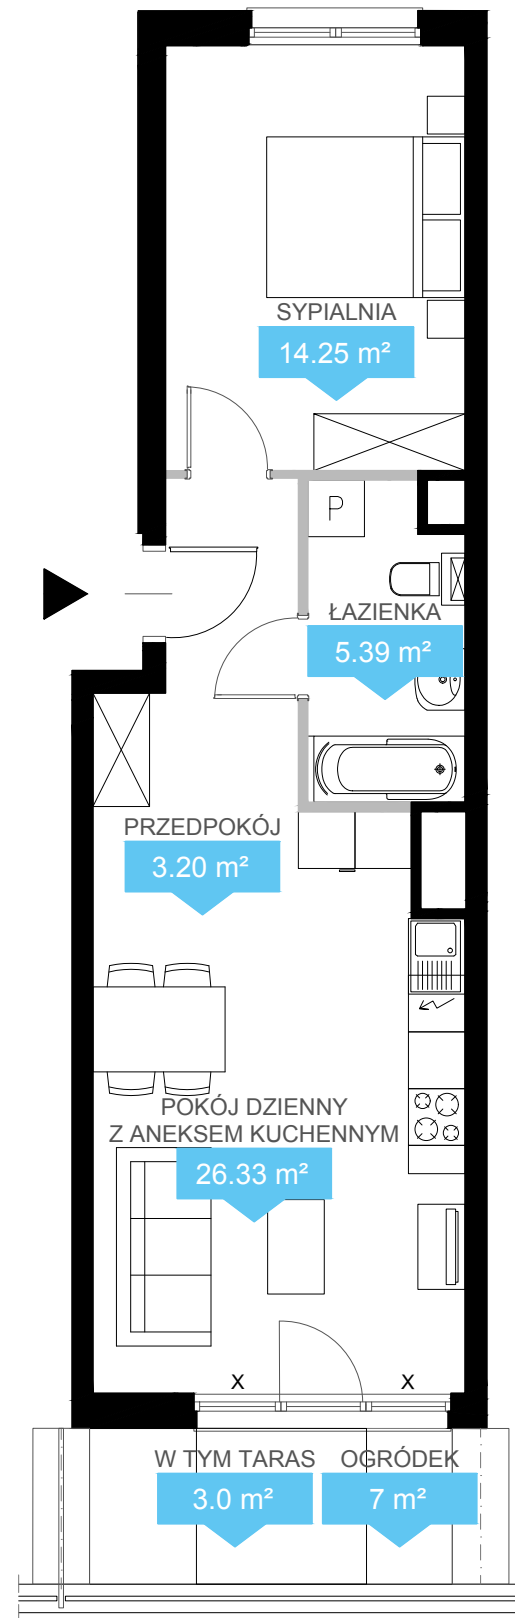 SYPIALNIA
14.25 m²
P
ŁAZIENKA
5.39 m²
PRZEDPOKÓJ
3.20 m²
POKÓJ DZIENNY
Z ANEKSEM KUCHENNYM
26.33 m²
X X
W TYM TARAS
3.0 m²
OGRÓDEK
7 m²